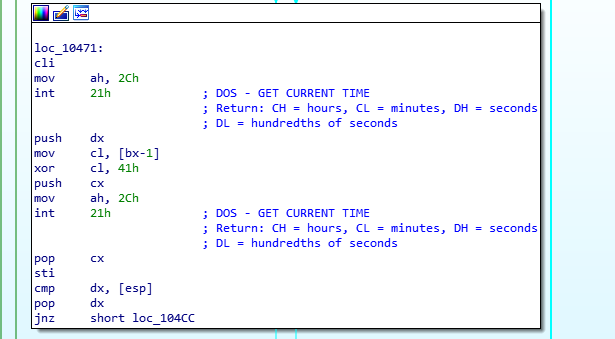 loc_10471:
cli
mov ah, 2Ch
int 21h ; DOS - GET CURRENT TIME
; Return: CH = hours, CL = minutes, DH = seconds
; DL = hundredths of seconds
push dx
mov cl, [bx-1]
xor cl, 41h
push cx
mov ah, 2Ch
int 21h ; DOS - GET CURRENT TIME
; Return: CH = hours, CL = minutes, DH = seconds
; DL = hundredths of seconds
pop cx
sti
cmp dx, [esp]
pop dx
jnz short loc_104CC